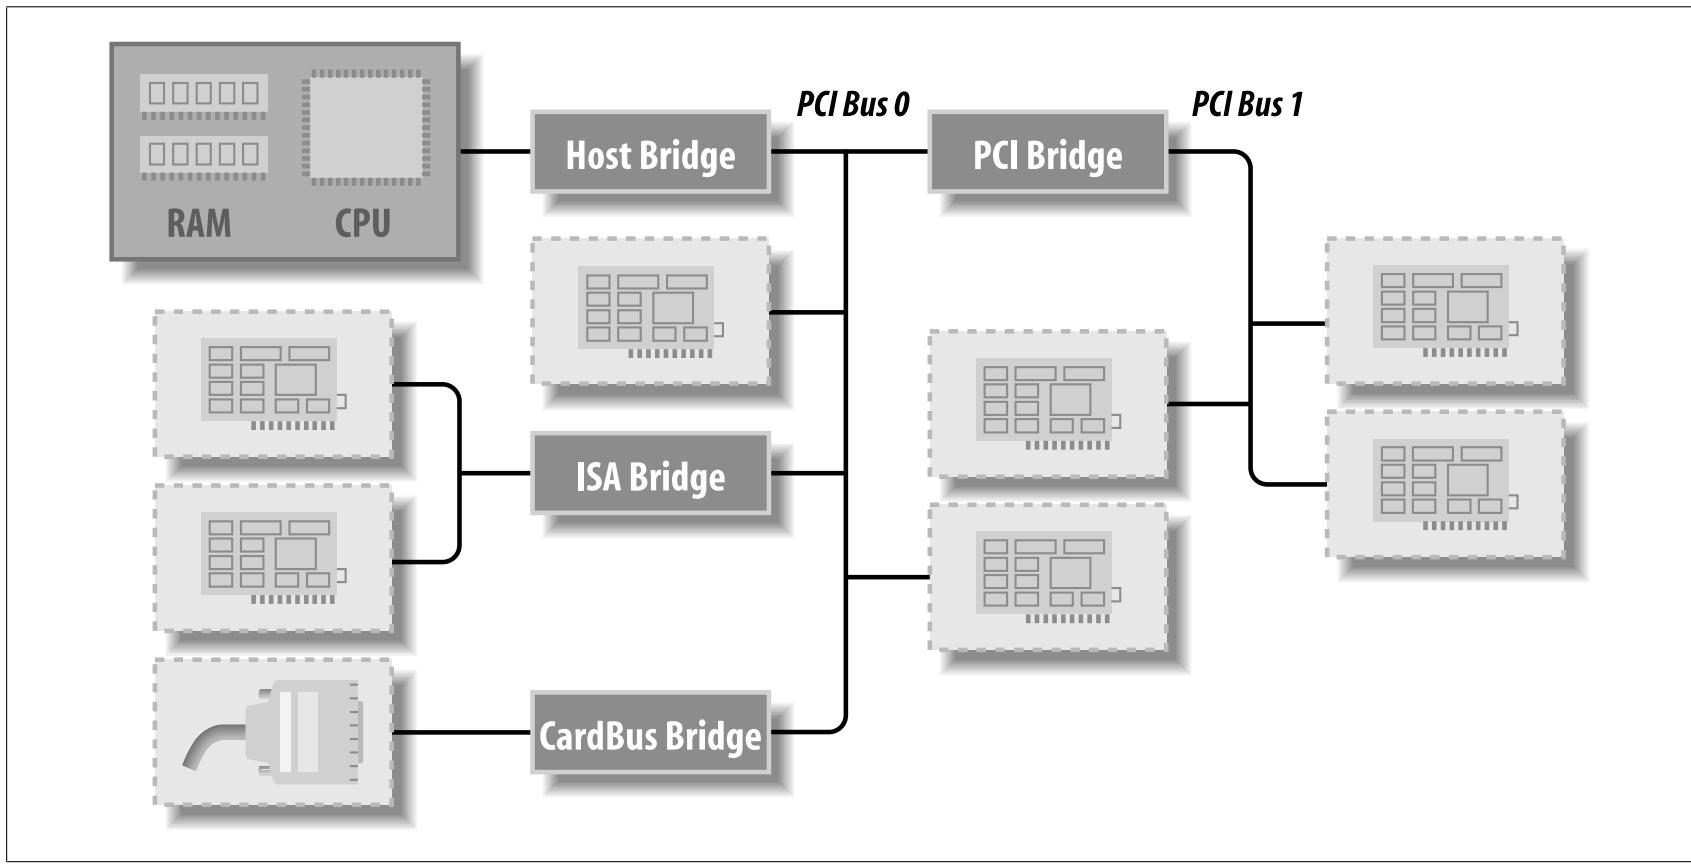 PCI Bus 0
PCI Bus 1
Host Bridge
PCI Bridge
RAM
CPU
ISA Bridge
CardBus Bridge